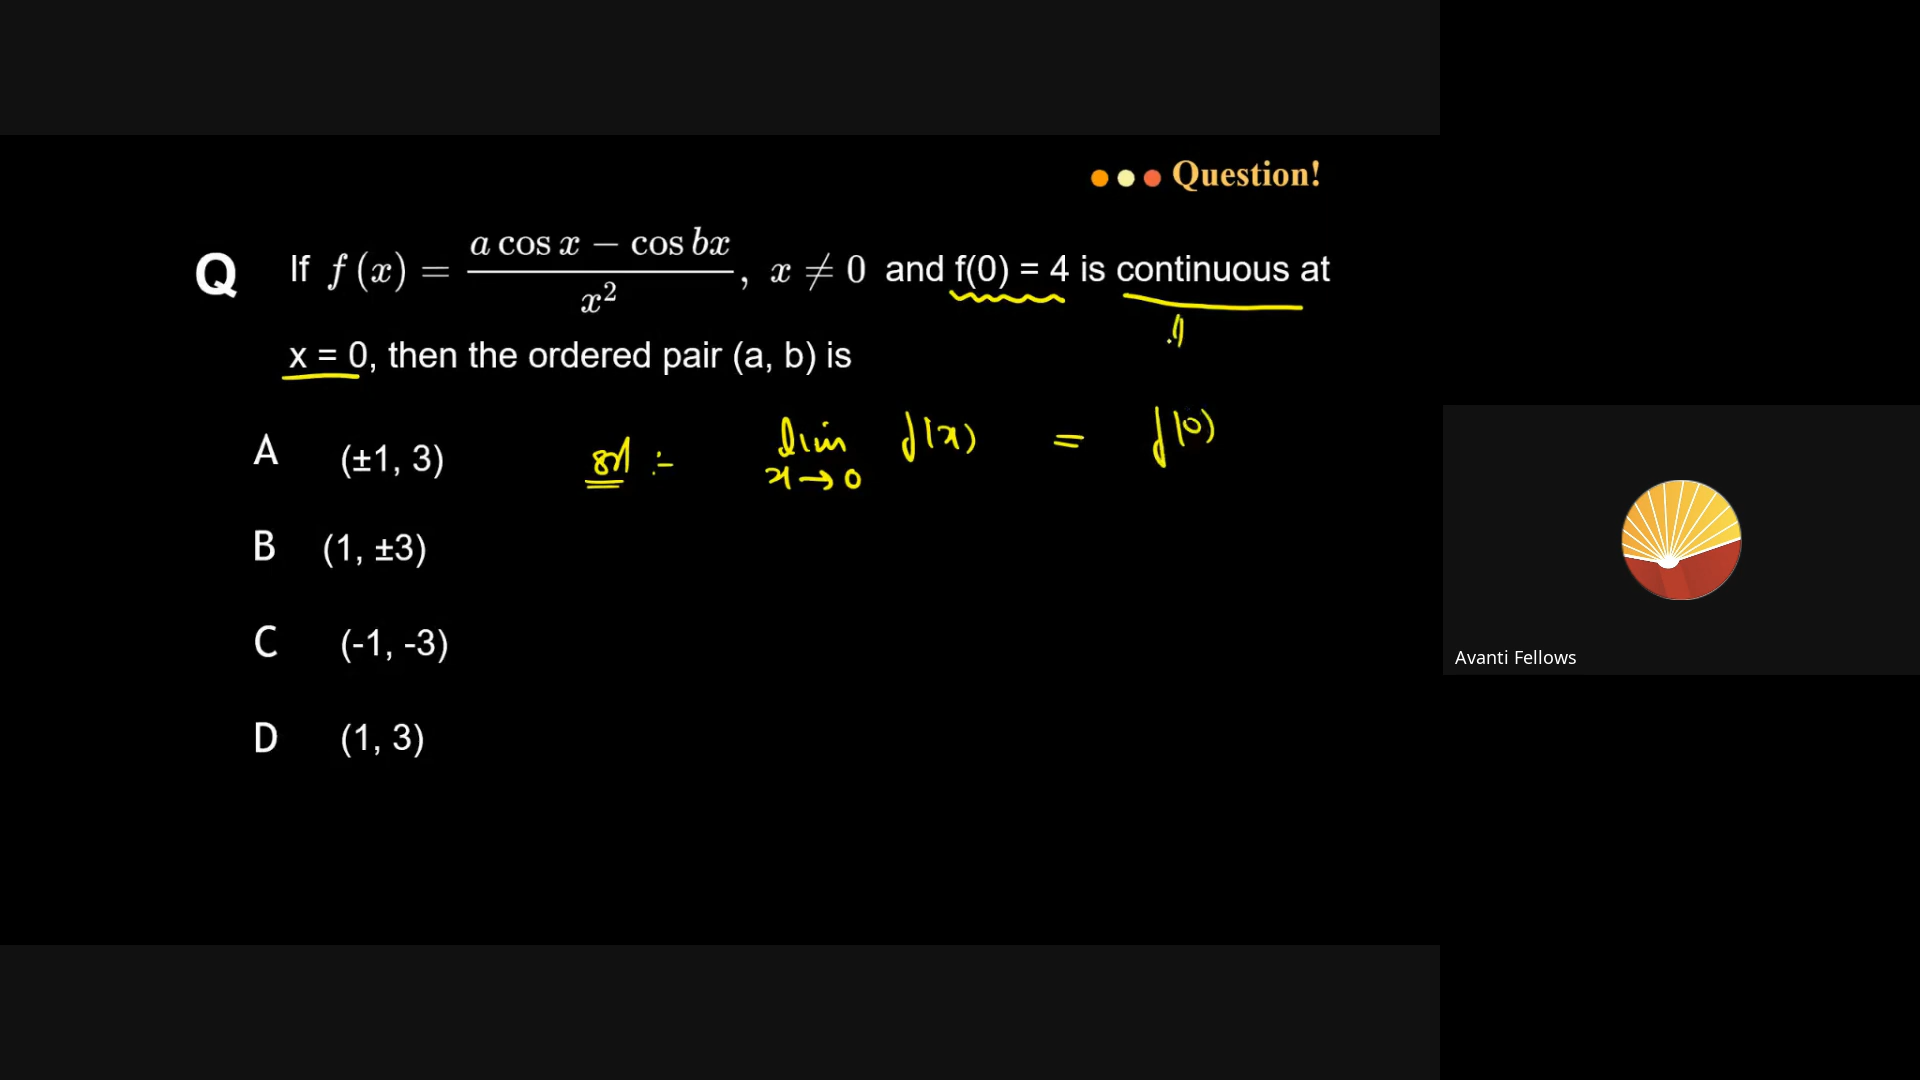 Question!
Q If f(x) = (a cos x − cos bx) / x², x ≠ 0 and f(0) = 4 is continuous at
x = 0, then the ordered pair (a, b) is
A (±1, 3)
sol :- lim x→0 f(x) = f(0)
B (1, ±3)
C (-1, -3)
D (1, 3)
Avanti Fellows